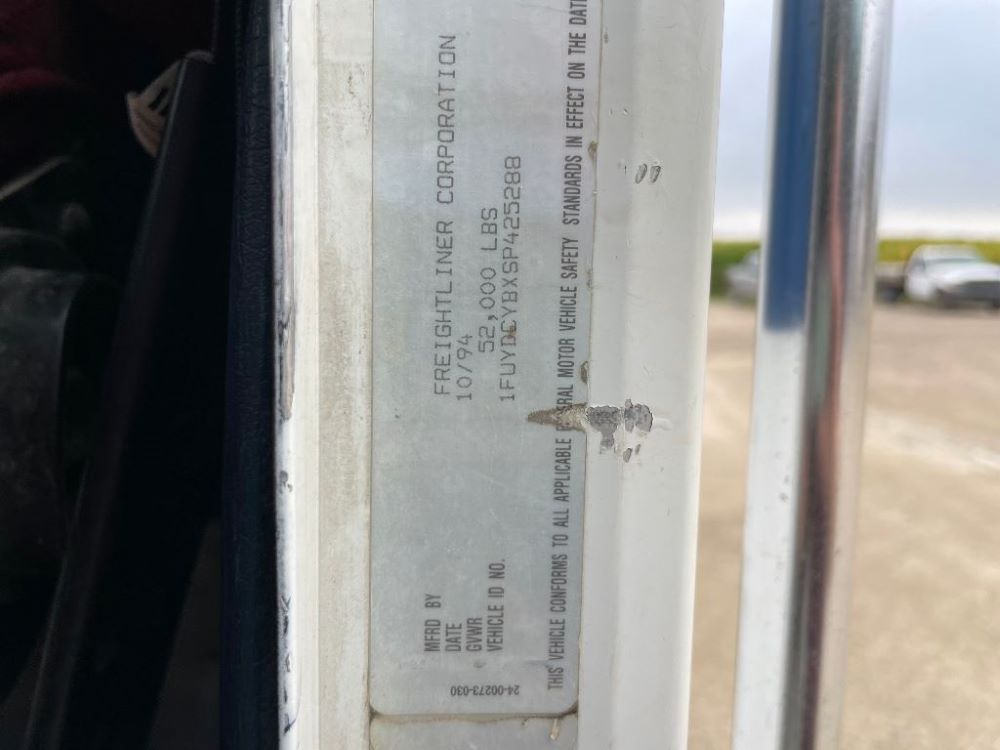 MFRD BY FREIGHTLINER CORPORATION
DATE 10/94
GVWR 52,000 LBS
VEHICLE ID NO. 1FUYDCYBXSP425288
THIS VEHICLE CONFORMS TO ALL APPLICABLE MOTOR VEHICLE SAFETY STANDARDS IN EFFECT ON THE
24-00273-030